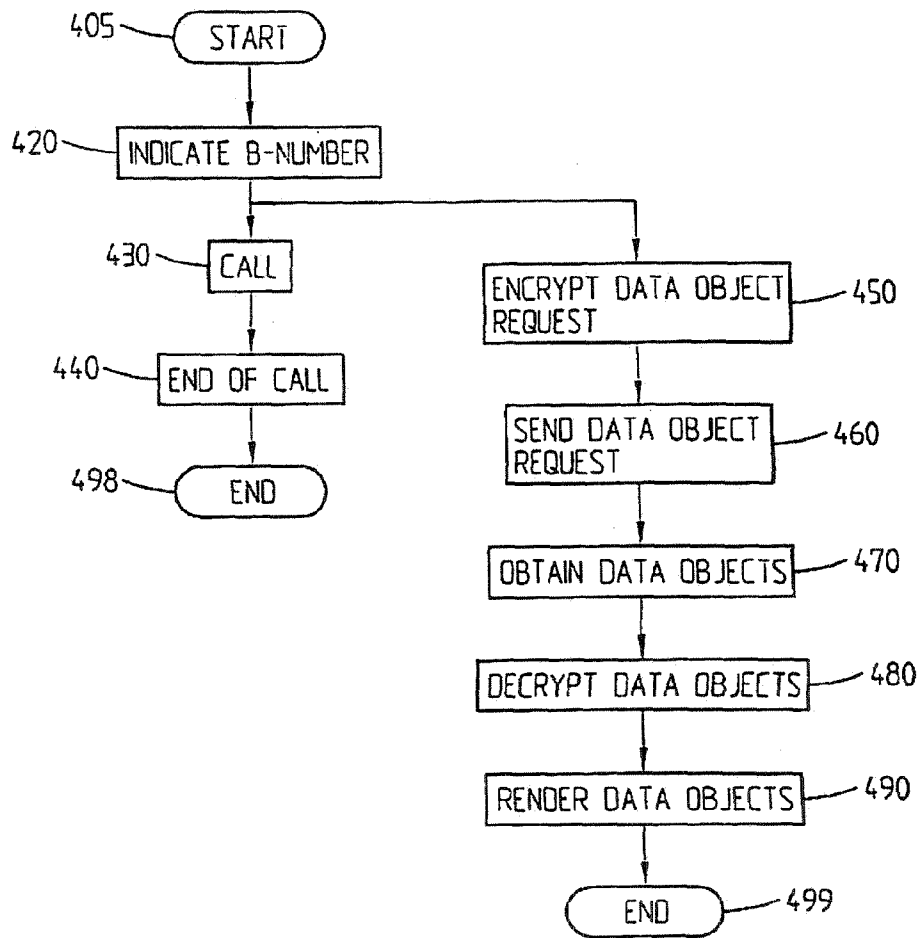 405
START
420
INDICATE B-NUMBER
430
CALL
440
END OF CALL
498
END
ENCRYPT DATA OBJECT
REQUEST
450
SEND DATA OBJECT
REQUEST
460
OBTAIN DATA OBJECTS
470
DECRYPT DATA OBJECTS
480
RENDER DATA OBJECTS
490
END
499